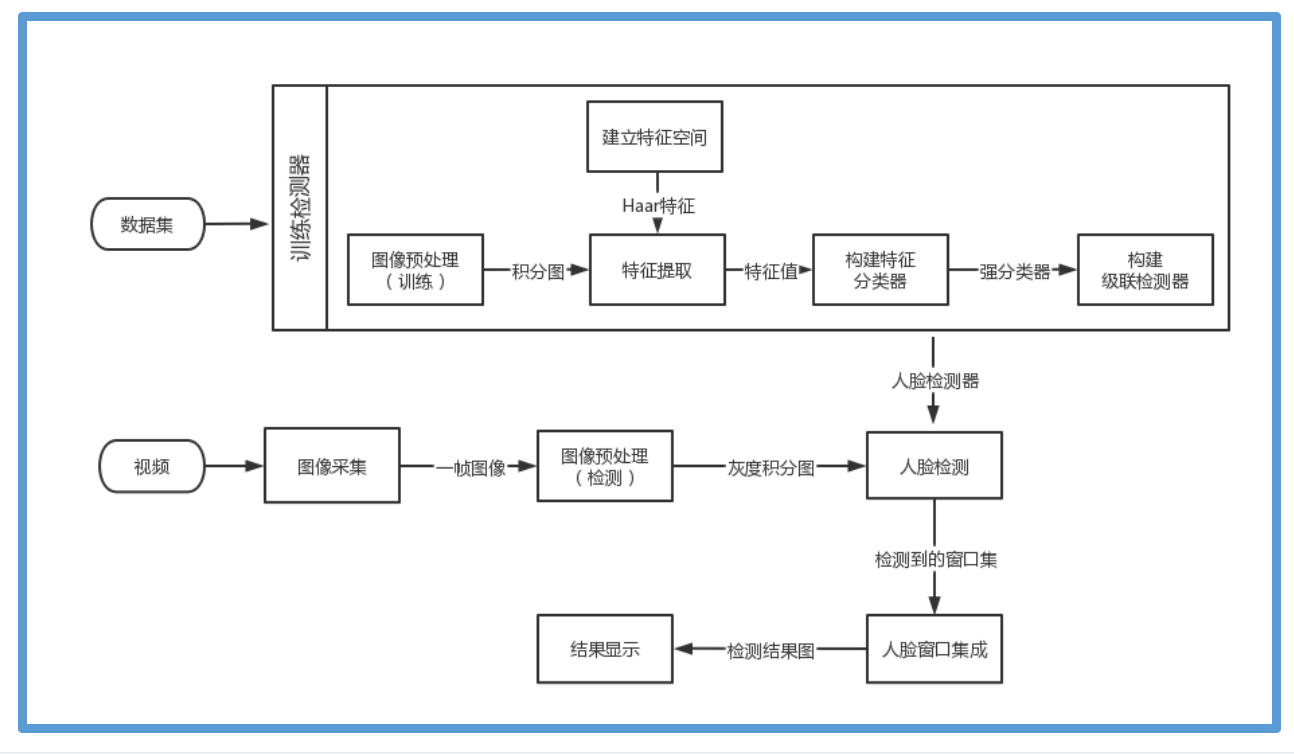 建立特征空间
Haar特征
训练检测器
数据集
图像预处理
（训练）
积分图
特征提取
特征值
构建特征
分类器
强分类器
构建
级联检测器
人脸检测器
视频
图像采集
一帧图像
图像预处理
（检测）
灰度积分图
人脸检测
检测到的窗口集
结果显示
检测结果图
人脸窗口集成